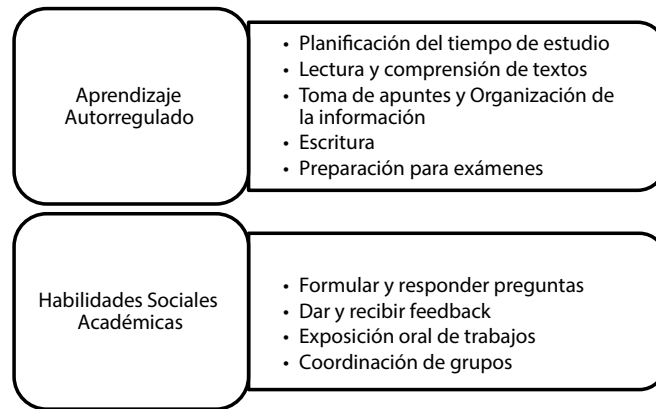 Aprendizaje
Autorregulado
• Planificación del tiempo de estudio
• Lectura y comprensión de textos
• Toma de apuntes y Organización de
la información
• Escritura
• Preparación para exámenes
Habilidades Sociales
Académicas
• Formular y responder preguntas
• Dar y recibir feedback
• Exposición oral de trabajos
• Coordinación de grupos